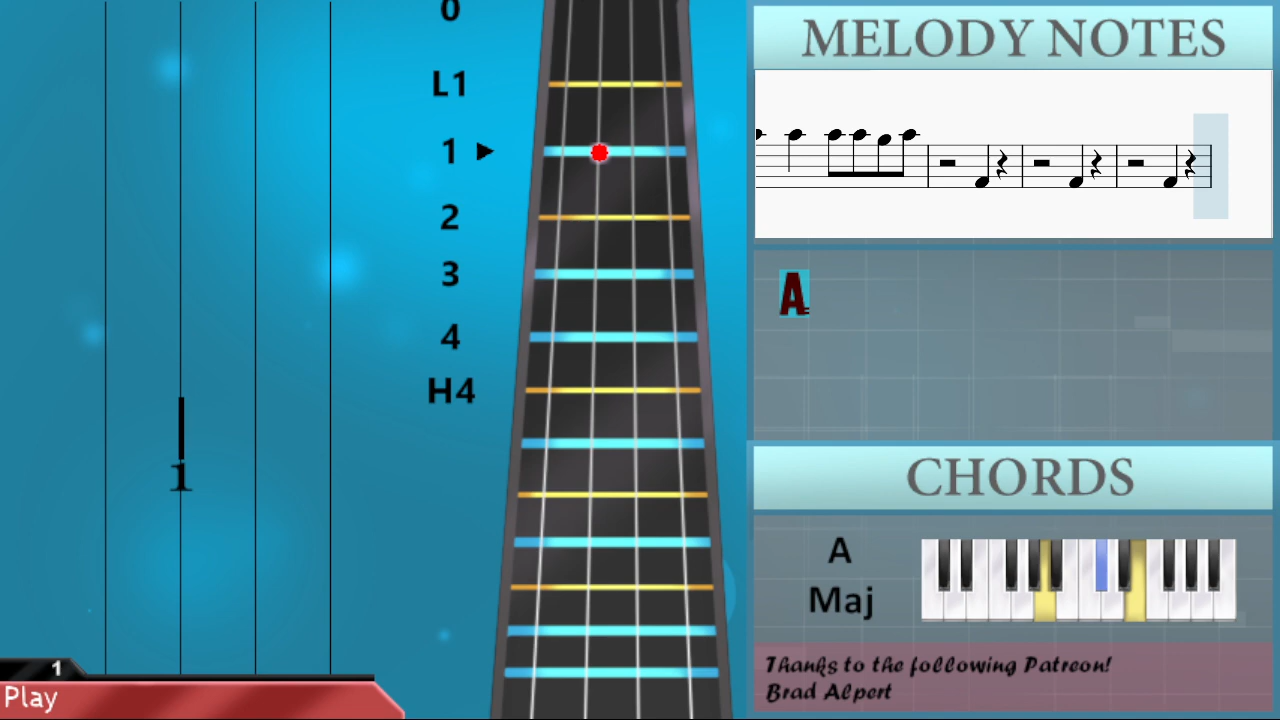 0
L1
1
2
3
4
H4
1
1
Play
MELODY NOTES
A
CHORDS
A
Maj
Thanks to the following Patreon!
Brad Alpert